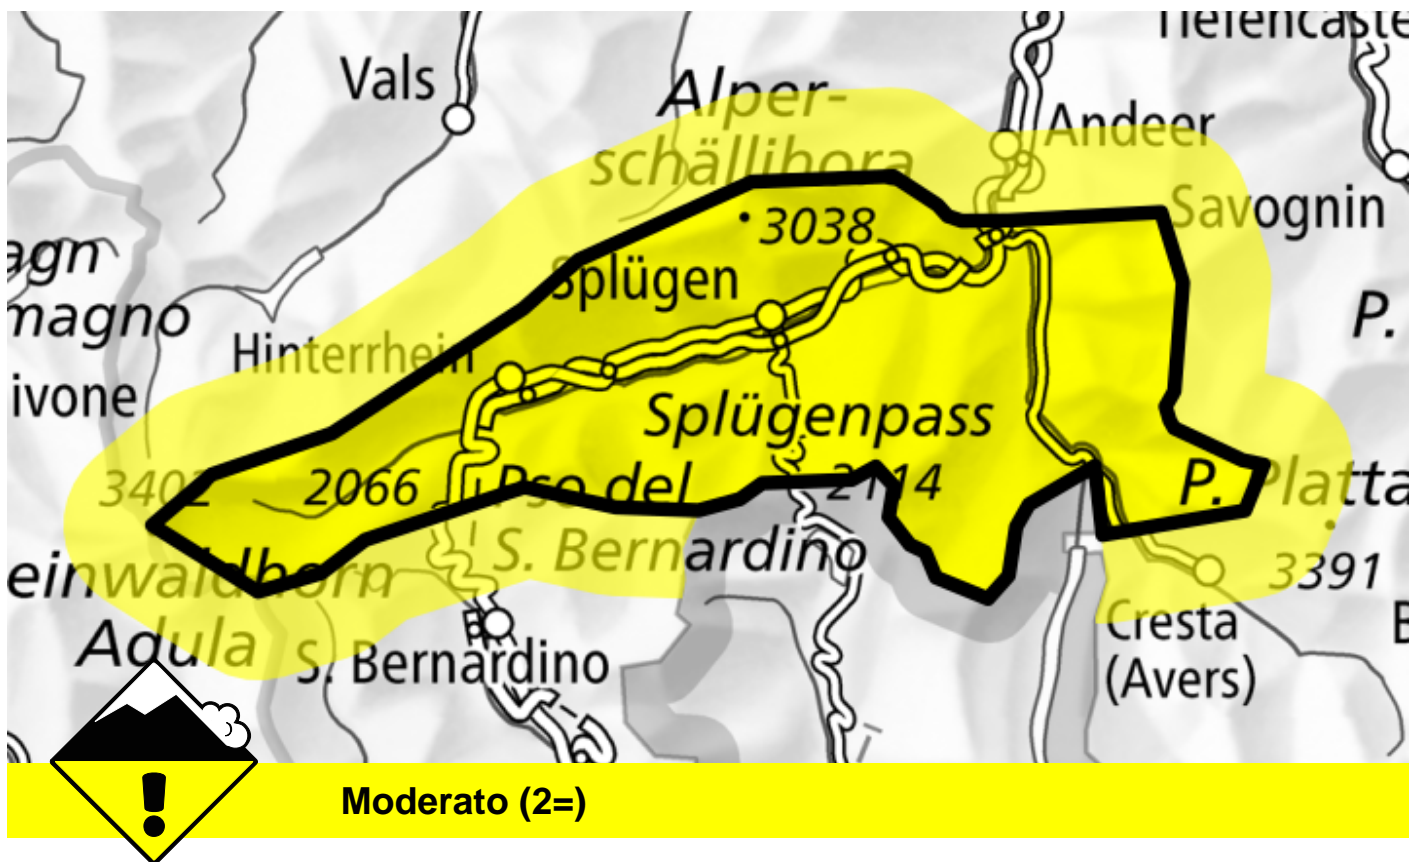 Tiefencaste
Vals
Alper-
schällihora
Andeer
Savognin
agn
magno
3038
Splügen
P.
Hinterrhein
ivone
Splügenpass
3402
2066
Pso del
2114
P. Platta
S. Bernardino
einwaldhorn
3391
Adula
S. Bernardino
Cresta
(Avers)
B
Moderato (2=)